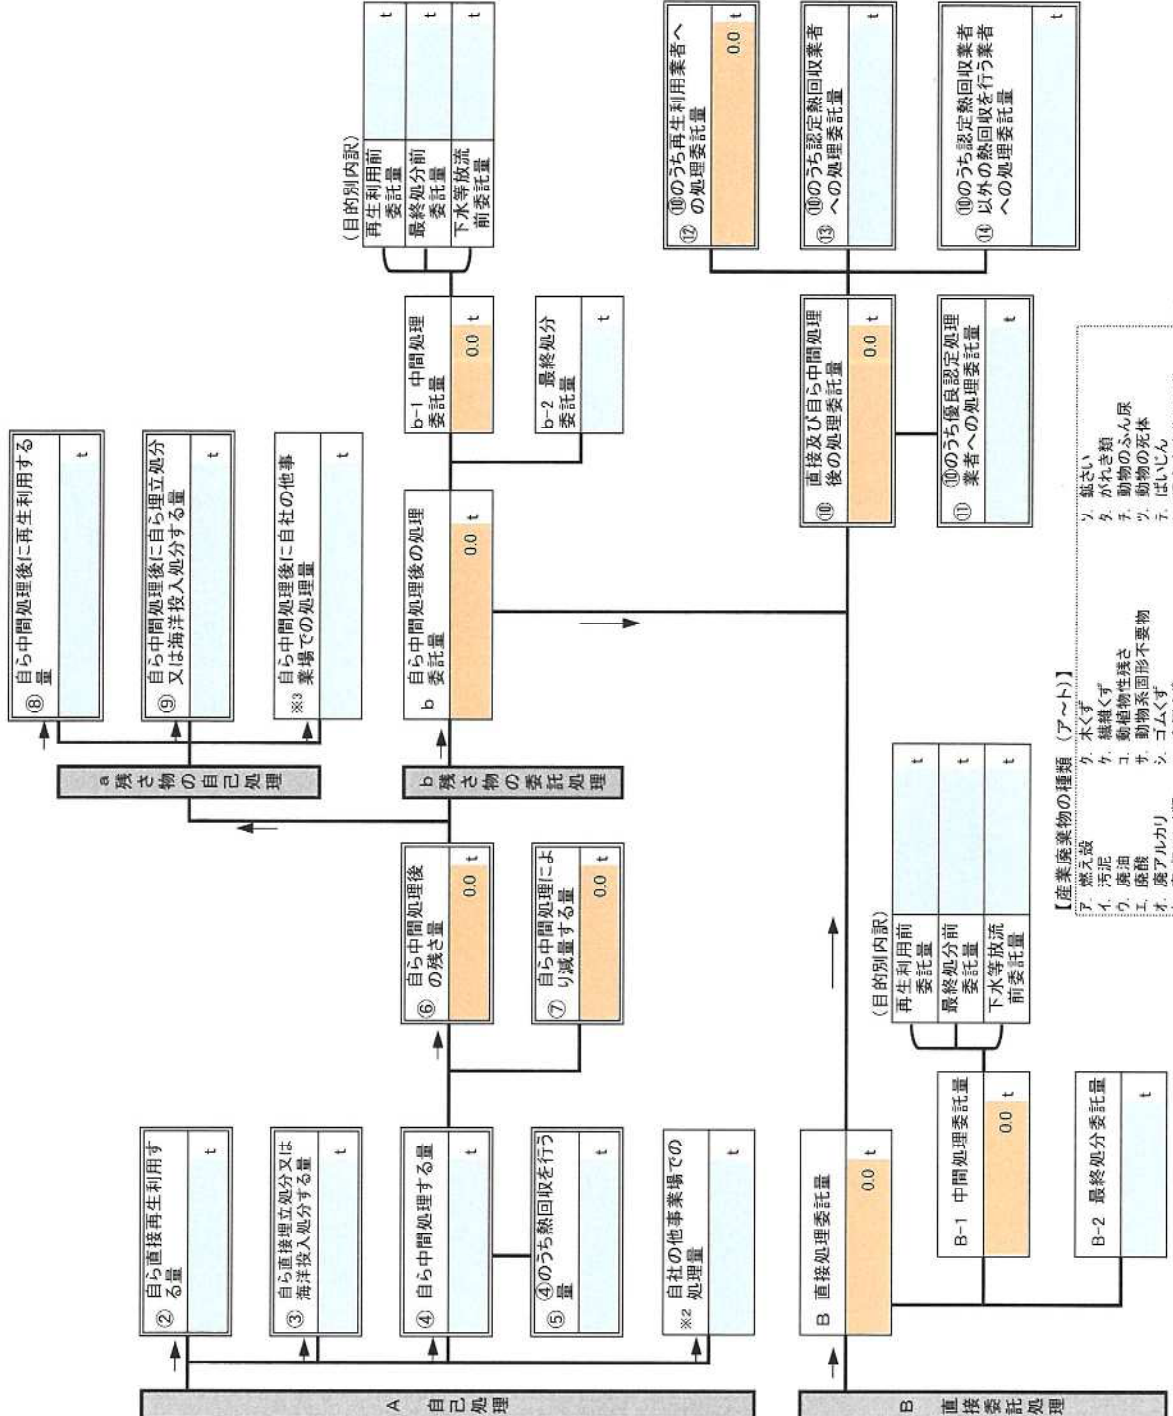 A 自己処理
② 自ら直接再生利用す
る量
t
③ 自ら直接埋立処分又は
海洋投入処分する量
t
④ 自ら中間処理する量
t
⑤ ④のうち熱回収を行う
量
t
※2 自社の他事業場での
処理量
t
⑥ 自ら中間処理後
の残さ量
0.0 t
⑦ 自ら中間処理によ
り減量する量
0.0 t
a 残さ物の自己処理
⑧ 自ら中間処理後に再生利用する
量
t
⑨ 自ら中間処理後に自ら埋立処分
又は海洋投入処分する量
t
※3 自ら中間処理後に自社の他事
業場での処理量
t
b 残さ物の委託処理
b 自ら中間処理後の処理
委託量
0.0 t
b-1 中間処理
委託量
0.0 t
b-2 最終処分
委託量
t
(目的別内訳)
再生利用前
委託量
t
最終処分前
委託量
t
下水等放流
前委託量
t
B 直接委託処理
B 直接処理委託量
0.0 t
B-1 中間処理委託量
0.0 t
B-2 最終処分委託量
t
(目的別内訳)
再生利用前
委託量
t
最終処分前
委託量
t
下水等放流
前委託量
t
⑩ 直接及び自ら中間処理
後の処理委託量
0.0 t
⑪ ⑩のうち優良認定処理
業者への処理委託量
t
⑫ ⑩のうち再生利用業者へ
の処理委託量
0.0 t
⑬ ⑩のうち認定熱回収業者
への処理委託量
t
⑭ ⑩のうち認定熱回収業者
以外の熱回収を行う業者
への処理委託量
t
【産業廃棄物の種類 (ア~ト)】
ア. 燃え殻
イ. 汚泥
ウ. 廃油
エ. 廃酸
オ. 廃アルカリ
ク. 木くず
ケ. 繊維くず
コ. 動植物性残さ
サ. 動物系固形不要物
シ. ゴムくず
ソ. 鉱さい
タ. がれき類
チ. 動物のふん尿
ツ. 動物の死体
テ. ばいじん